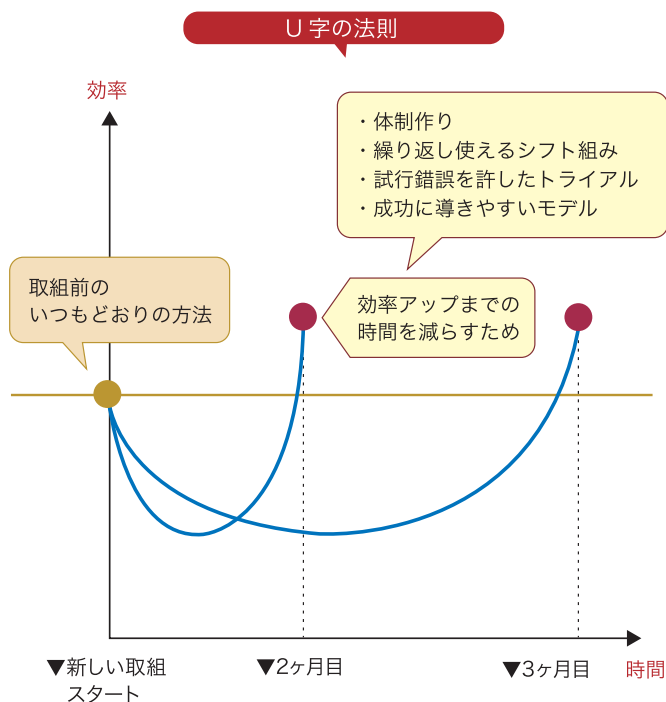 U字の法則
効率
・体制作り
・繰り返し使えるシフト組み
・試行錯誤を許したトライアル
・成功に導きやすいモデル
取組前の
いつもどおりの方法
効率アップまでの
時間を減らすため
▼新しい取組
スタート
▼2ヶ月目
▼3ヶ月目
時間